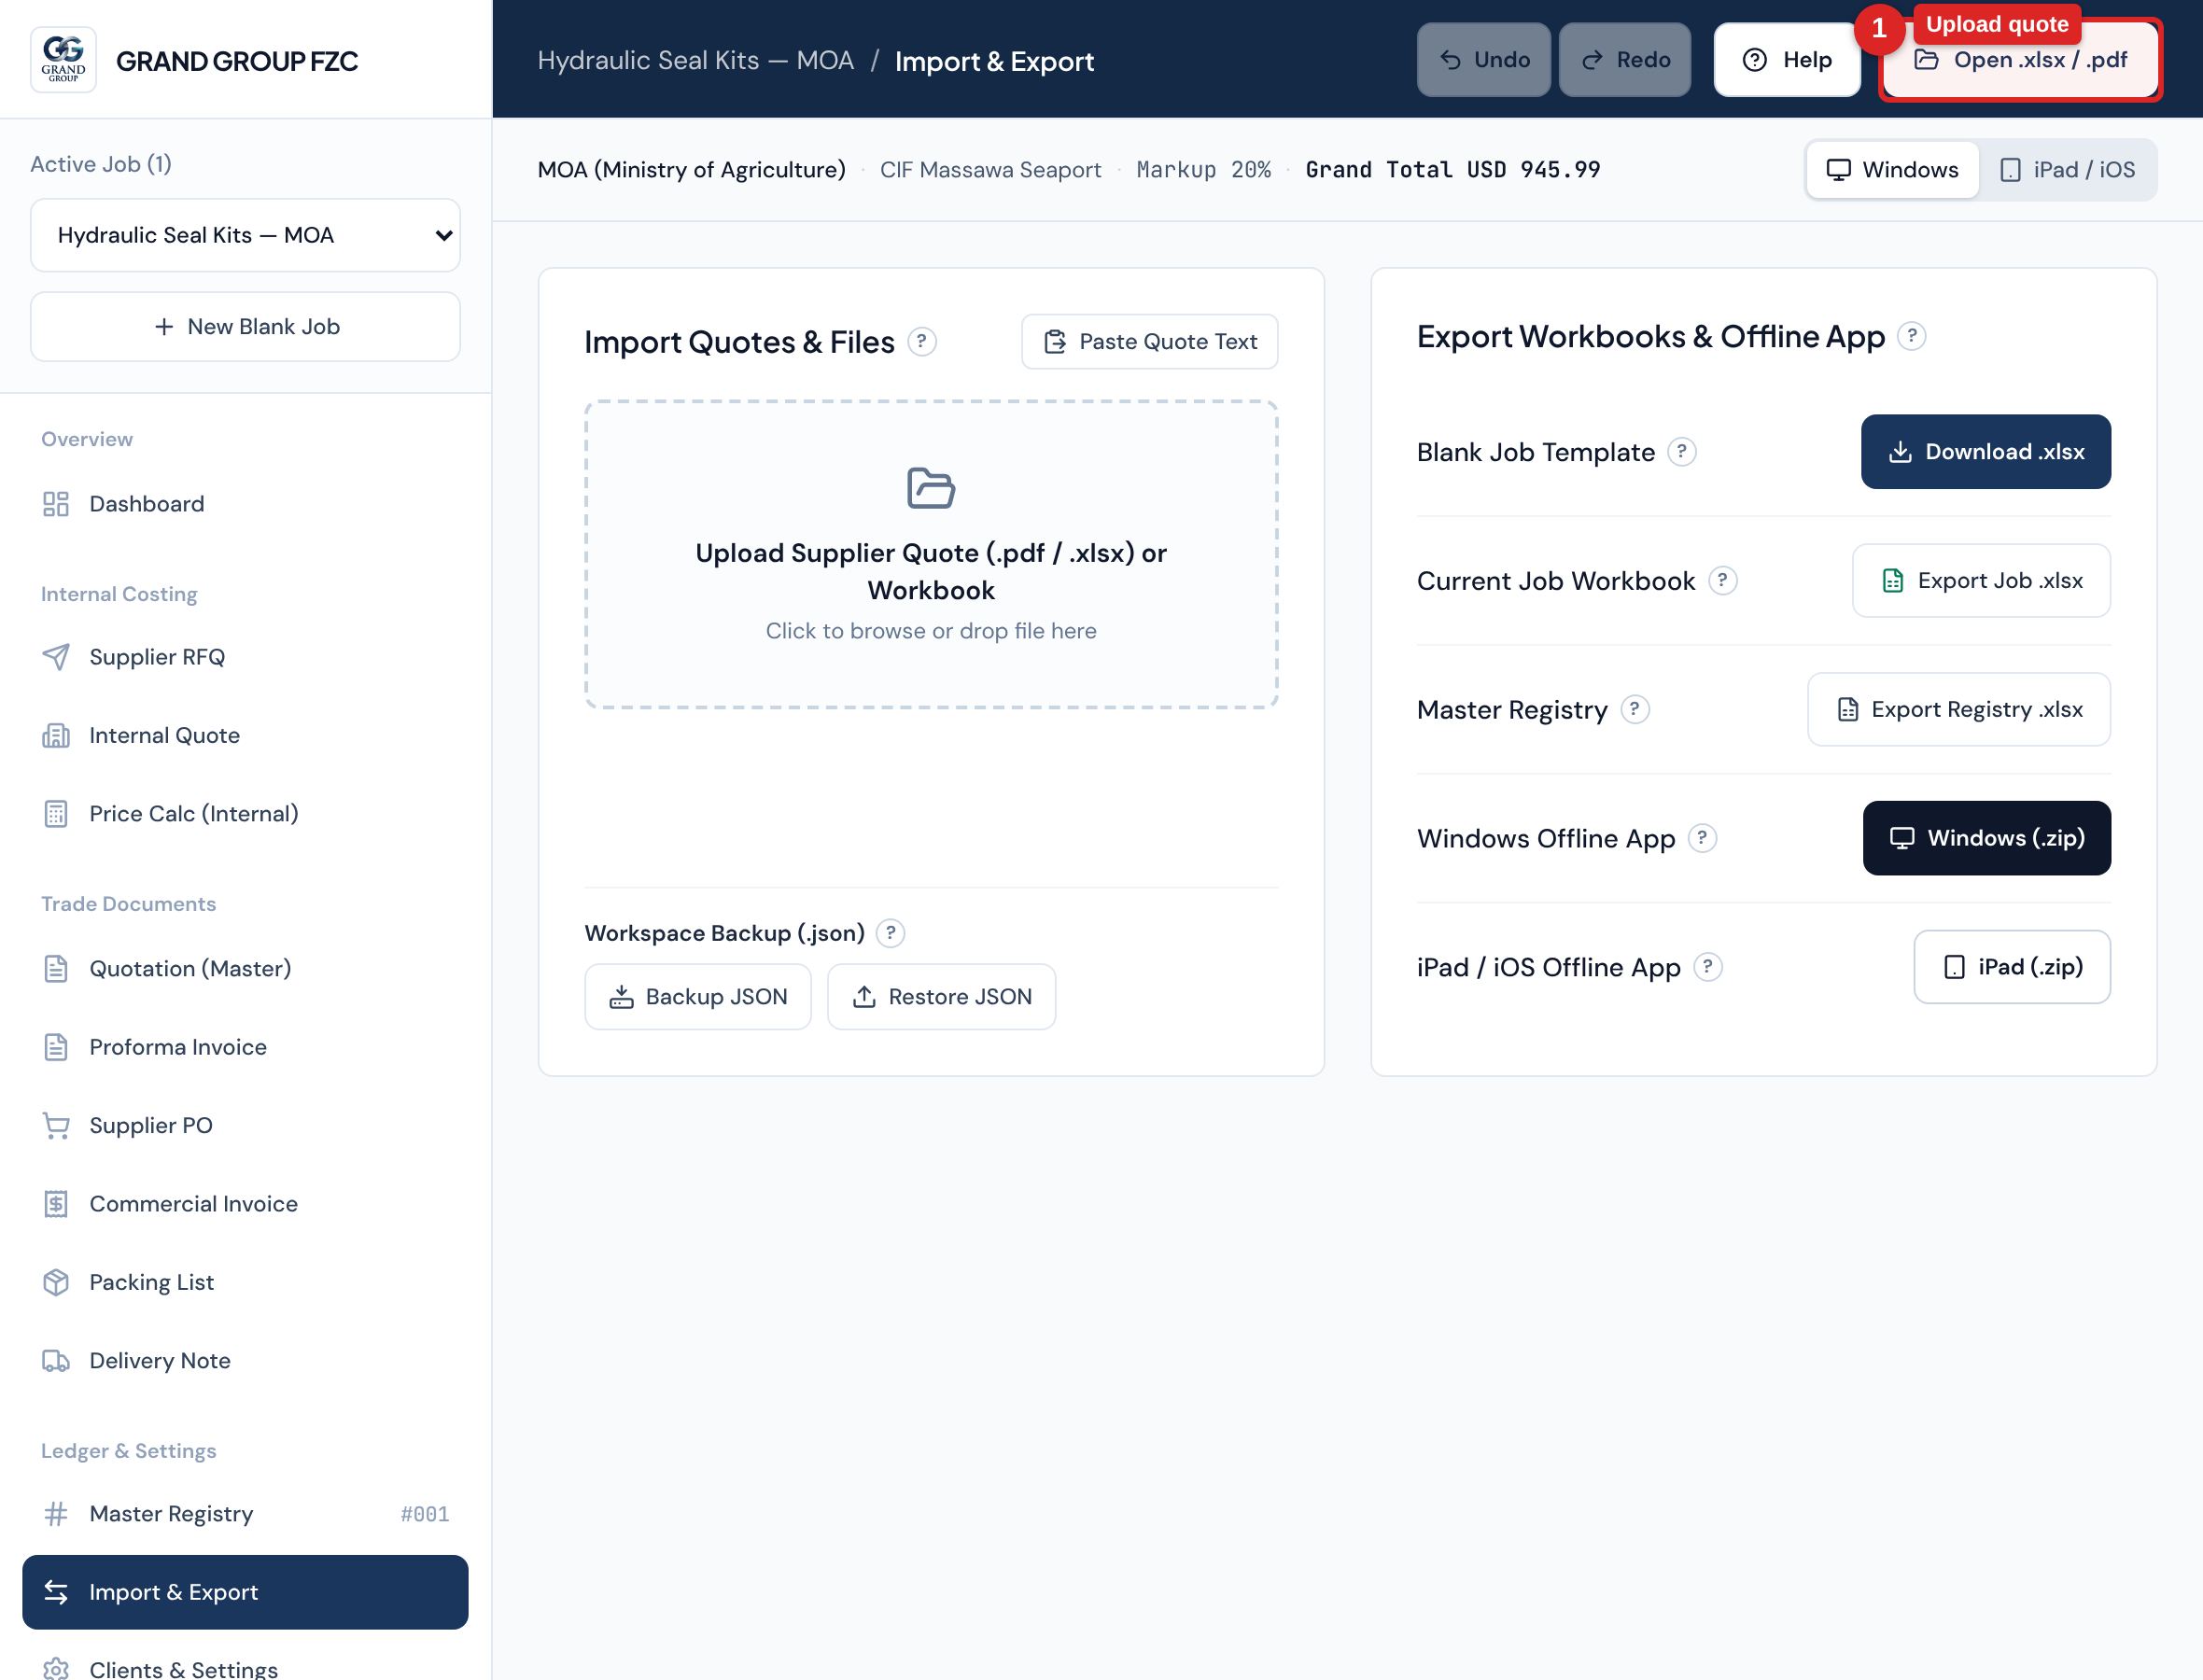 GG
GRAND
GROUP
GRAND GROUP FZC
Hydraulic Seal Kits — MOA / Import & Export
Undo
Redo
Help
1
Upload quote
Open .xlsx / .pdf
Active Job (1)
Hydraulic Seal Kits — MOA
New Blank Job
MOA (Ministry of Agriculture) · CIF Massawa Seaport · Markup 20% · Grand Total USD 945.99
Windows
iPad / iOS
Overview
Dashboard
Internal Costing
Supplier RFQ
Internal Quote
Price Calc (Internal)
Trade Documents
Quotation (Master)
Proforma Invoice
Supplier PO
Commercial Invoice
Packing List
Delivery Note
Ledger & Settings
Master Registry #001
Import & Export
Clients & Settings
Import Quotes & Files ?
Paste Quote Text
Upload Supplier Quote (.pdf / .xlsx) or
Workbook
Click to browse or drop file here
Workspace Backup (.json) ?
Backup JSON
Restore JSON
Export Workbooks & Offline App ?
Blank Job Template ?
Download .xlsx
Current Job Workbook ?
Export Job .xlsx
Master Registry ?
Export Registry .xlsx
Windows Offline App ?
Windows (.zip)
iPad / iOS Offline App ?
iPad (.zip)